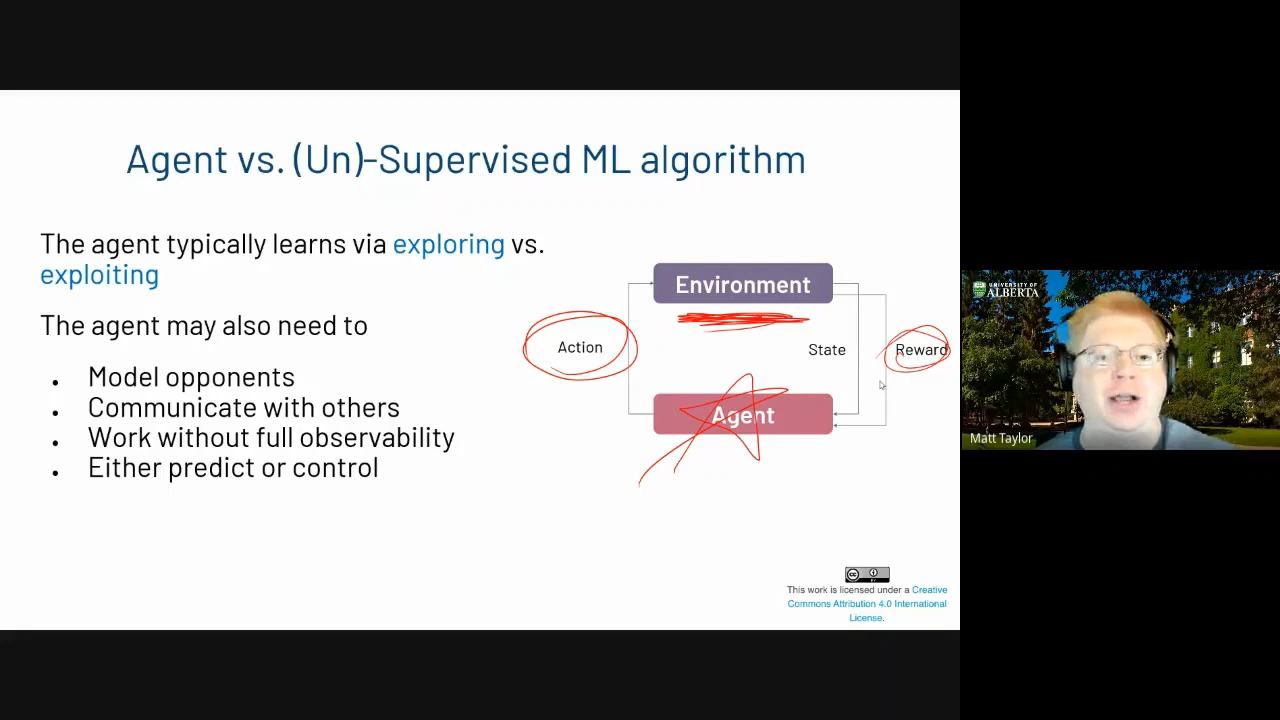 Agent vs. (Un)-Supervised ML algorithm
The agent typically learns via exploring vs.
exploiting
The agent may also need to
Model opponents
Communicate with others
Work without full observability
Either predict or control
Environment
Action
State
Reward
Agent
This work is licensed under a Creative
Commons Attribution 4.0 International
License.
UNIVERSITY OF
ALBERTA
Matt Taylor